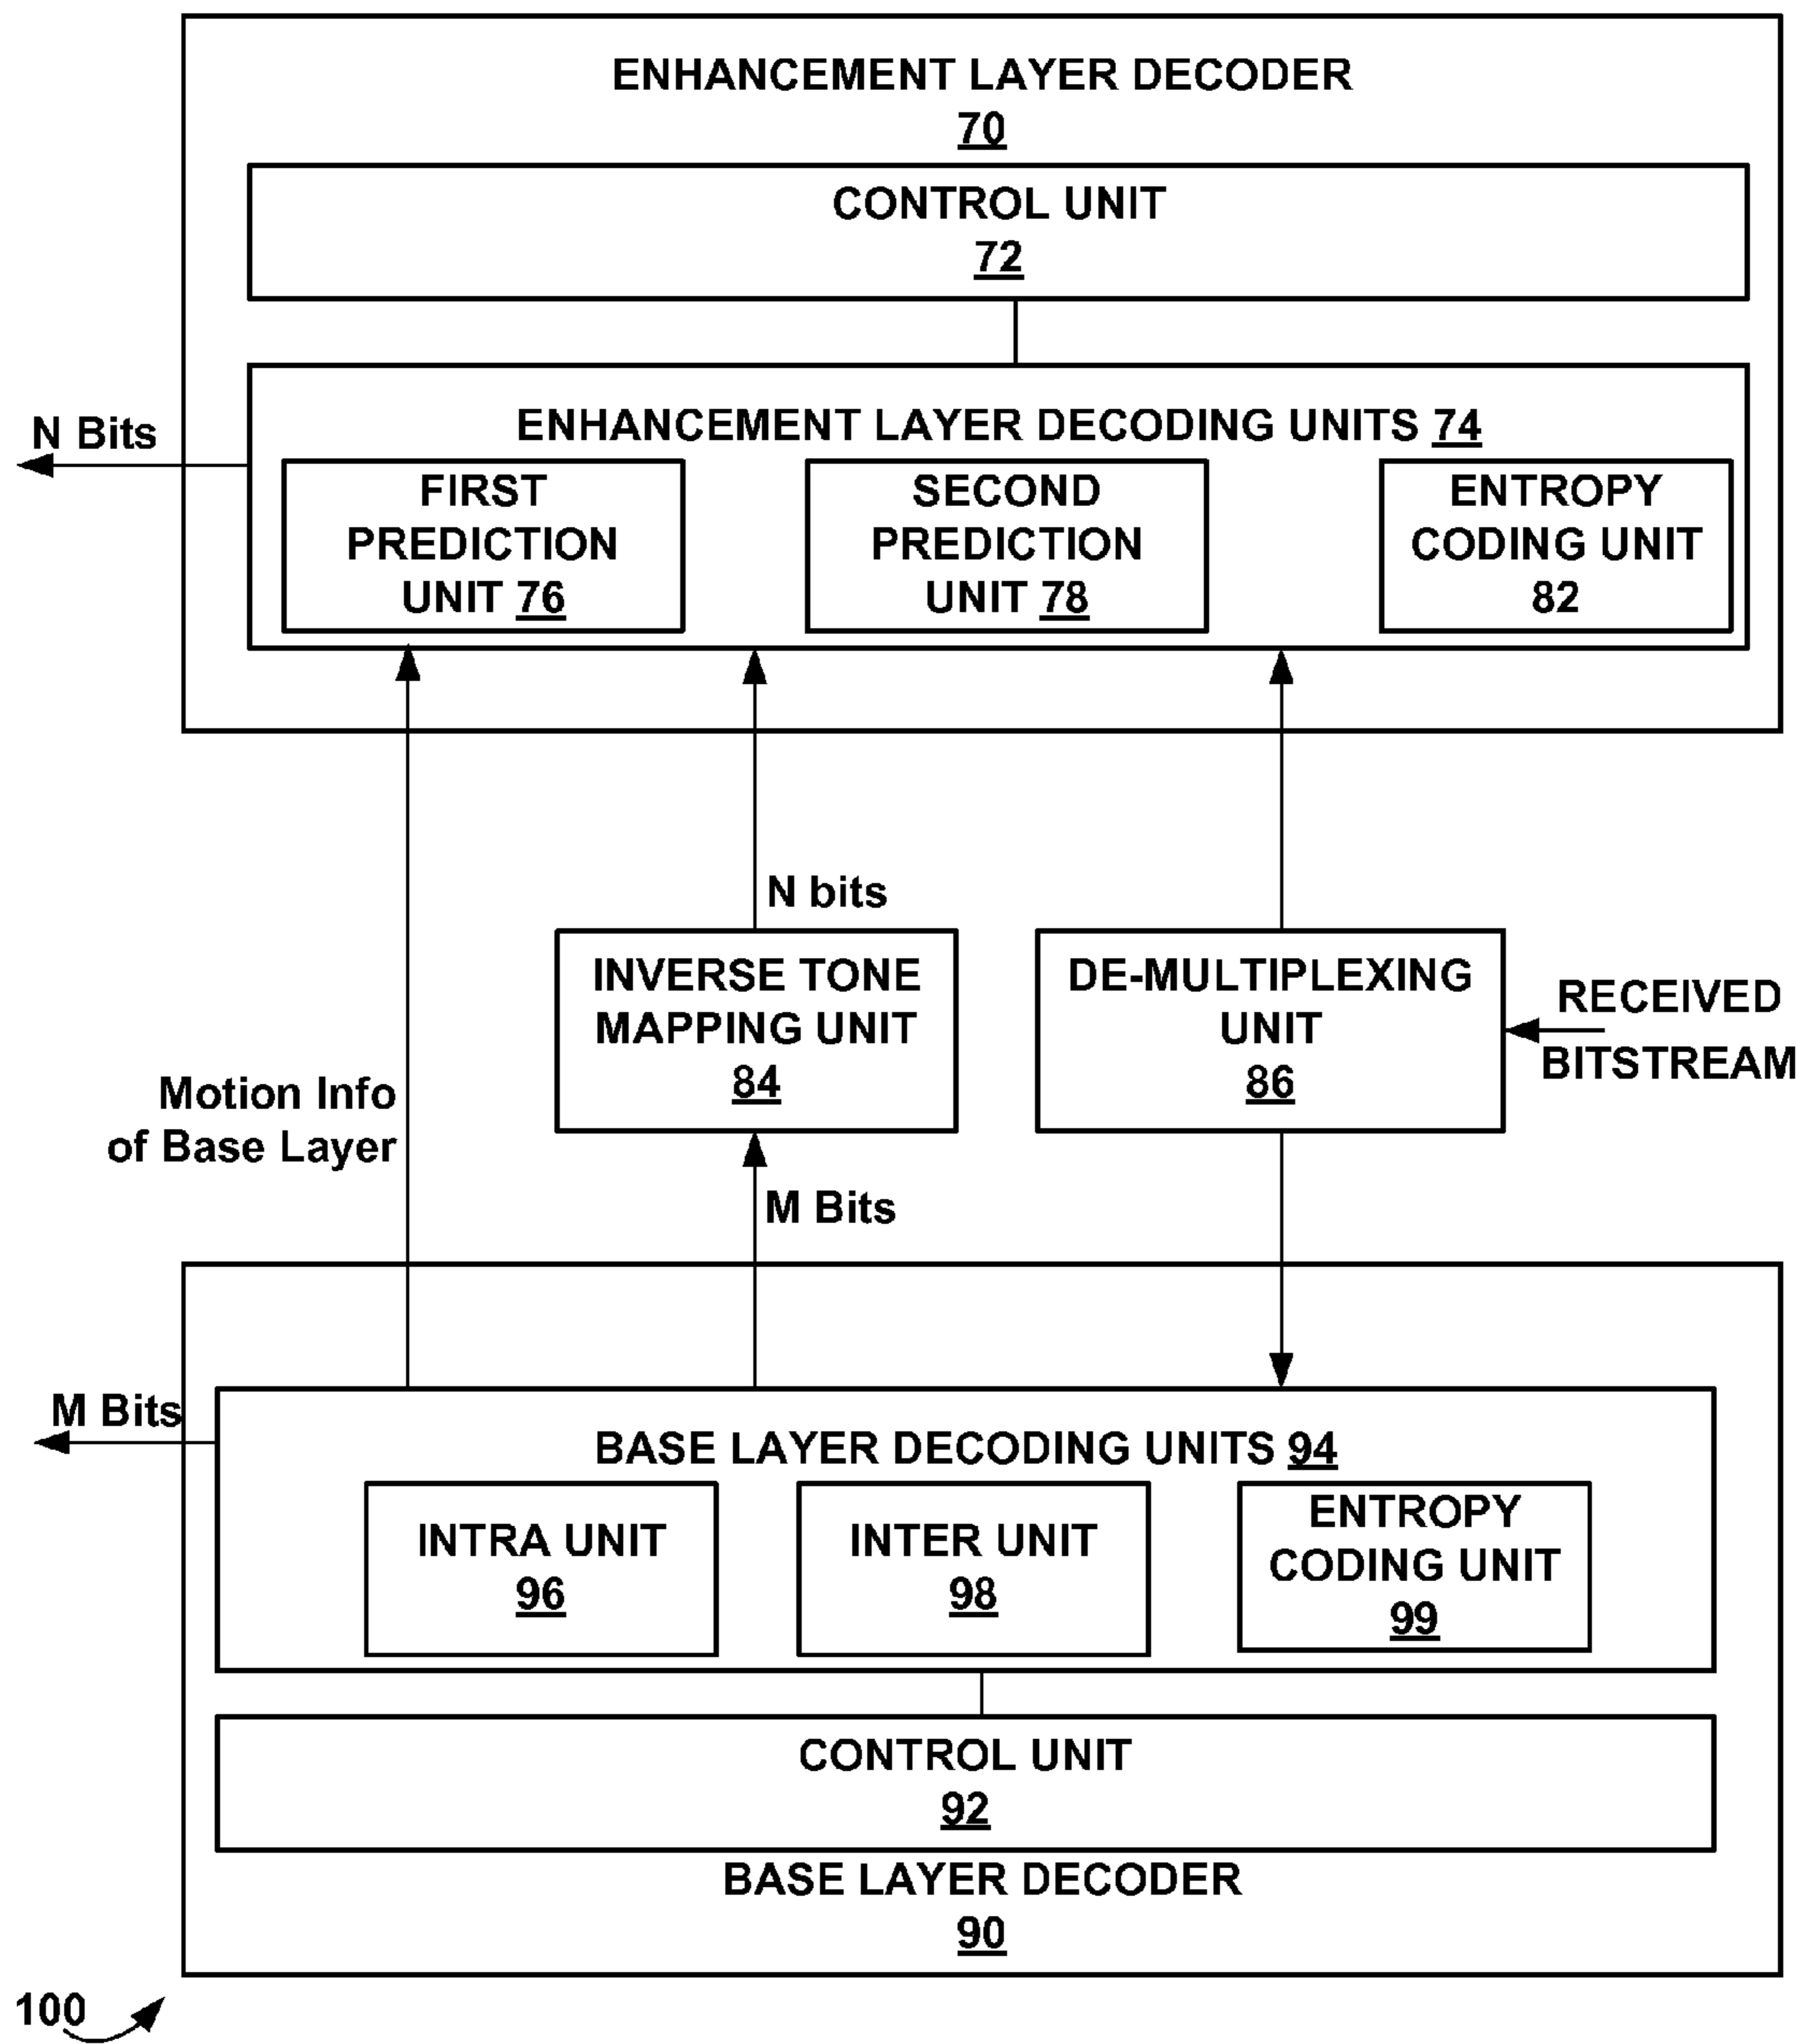 ENHANCEMENT LAYER DECODER
70
CONTROL UNIT
72
N Bits
ENHANCEMENT LAYER DECODING UNITS 74
FIRST
PREDICTION
UNIT 76
SECOND
PREDICTION
UNIT 78
ENTROPY
CODING UNIT
82
N bits
INVERSE TONE
MAPPING UNIT
84
DE-MULTIPLEXING
UNIT
86
RECEIVED
BITSTREAM
Motion Info
of Base Layer
M Bits
M Bits
BASE LAYER DECODING UNITS 94
INTRA UNIT
96
INTER UNIT
98
ENTROPY
CODING UNIT
99
CONTROL UNIT
92
BASE LAYER DECODER
90
100